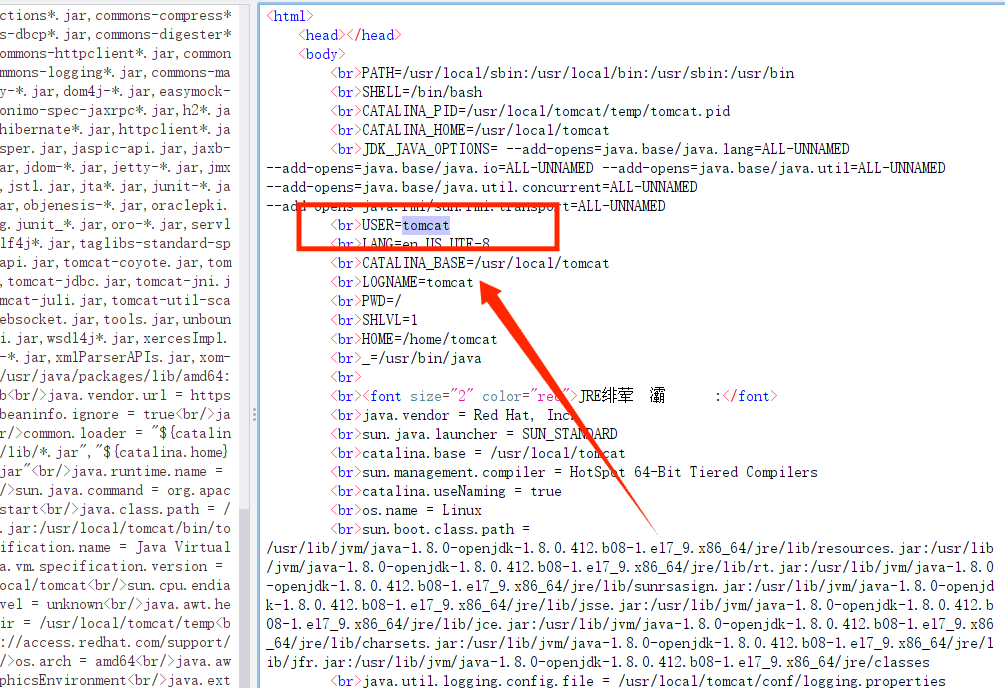 ctions*.jar,commons-compress*
s-dbcp*.jar,commons-digester*
ommons-httpclient*.jar,common
mmons-logging*.jar,commons-ma
y-*.jar,dom4j-*.jar,easymock-
onimo-spec-jaxrpc*.jar,h2*.ja
hibernate*.jar,httpclient*.ja
sper.jar,jaspic-api.jar,jaxb-
ar,jdom-*.jar,jetty-*.jar,jmx
,jstl.jar,jta*.jar,junit-*.ja
ar,objenesis-*.jar,oraclepki.
g.junit_*.jar,oro-*.jar,servl
lf4j*.jar,taglibs-standard-sp
api.jar,tomcat-coyote.jar,tom
,tomcat-jdbc.jar,tomcat-jni.j
mcat-juli.jar,tomcat-util-sca
ebsocket.jar,tools.jar,unboun
i.jar,wsdl4j*.jar,xercesImpl.
-*.jar,xmlParserAPIs.jar,xom-
/usr/java/packages/lib/amd64:
b<br/>java.vendor.url = https
beaninfo.ignore = true<br/>ja
r/>common.loader = "${catalin
/lib/*.jar","${catalina.home}
jar"<br/>java.runtime.name =
/>sun.java.command = org.apac
start<br/>java.class.path = /
.jar:/usr/local/tomcat/bin/to
ification.name = Java Virtual
a.vm.specification.version =
ocal/tomcat<br/>sun.cpu.endia
vel = unknown<br/>java.awt.he
ir = /usr/local/tomcat/temp<b
://access.redhat.com/support/
/>os.arch = amd64<br/>java.aw
phicsEnvironment<br/>java.ext
<html>
<head></head>
<body>
<br>PATH=/usr/local/sbin:/usr/local/bin:/usr/sbin:/usr/bin
<br>SHELL=/bin/bash
<br>CATALINA_PID=/usr/local/tomcat/temp/tomcat.pid
<br>CATALINA_HOME=/usr/local/tomcat
<br>JDK_JAVA_OPTIONS= --add-opens=java.base/java.lang=ALL-UNNAMED
--add-opens=java.base/java.io=ALL-UNNAMED --add-opens=java.base/java.util=ALL-UNNAMED
--add-opens=java.base/java.util.concurrent=ALL-UNNAMED
--add-opens=java.rmi/sun.rmi.transport=ALL-UNNAMED
<br>USER=tomcat
<br>LANG=en_US.UTF-8
<br>CATALINA_BASE=/usr/local/tomcat
<br>LOGNAME=tomcat
<br>PWD=/
<br>SHLVL=1
<br>HOME=/home/tomcat
<br>_=/usr/bin/java
<br>
<br><font size="2" color="red">JRE绯荤 灞 :</font>
<br>java.vendor = Red Hat, Inc.
<br>sun.java.launcher = SUN_STANDARD
<br>catalina.base = /usr/local/tomcat
<br>sun.management.compiler = HotSpot 64-Bit Tiered Compilers
<br>catalina.useNaming = true
<br>os.name = Linux
<br>sun.boot.class.path =
/usr/lib/jvm/java-1.8.0-openjdk-1.8.0.412.b08-1.el7_9.x86_64/jre/lib/resources.jar:/usr/lib
/jvm/java-1.8.0-openjdk-1.8.0.412.b08-1.el7_9.x86_64/jre/lib/rt.jar:/usr/lib/jvm/java-1.8.0
-openjdk-1.8.0.412.b08-1.el7_9.x86_64/jre/lib/sunrsasign.jar:/usr/lib/jvm/java-1.8.0-openjd
k-1.8.0.412.b08-1.el7_9.x86_64/jre/lib/jsse.jar:/usr/lib/jvm/java-1.8.0-openjdk-1.8.0.412.b
08-1.el7_9.x86_64/jre/lib/jce.jar:/usr/lib/jvm/java-1.8.0-openjdk-1.8.0.412.b08-1.el7_9.x86
_64/jre/lib/charsets.jar:/usr/lib/jvm/java-1.8.0-openjdk-1.8.0.412.b08-1.el7_9.x86_64/jre/l
ib/jfr.jar:/usr/lib/jvm/java-1.8.0-openjdk-1.8.0.412.b08-1.el7_9.x86_64/jre/classes
<br>java.util.logging.config.file = /usr/local/tomcat/conf/logging.properties